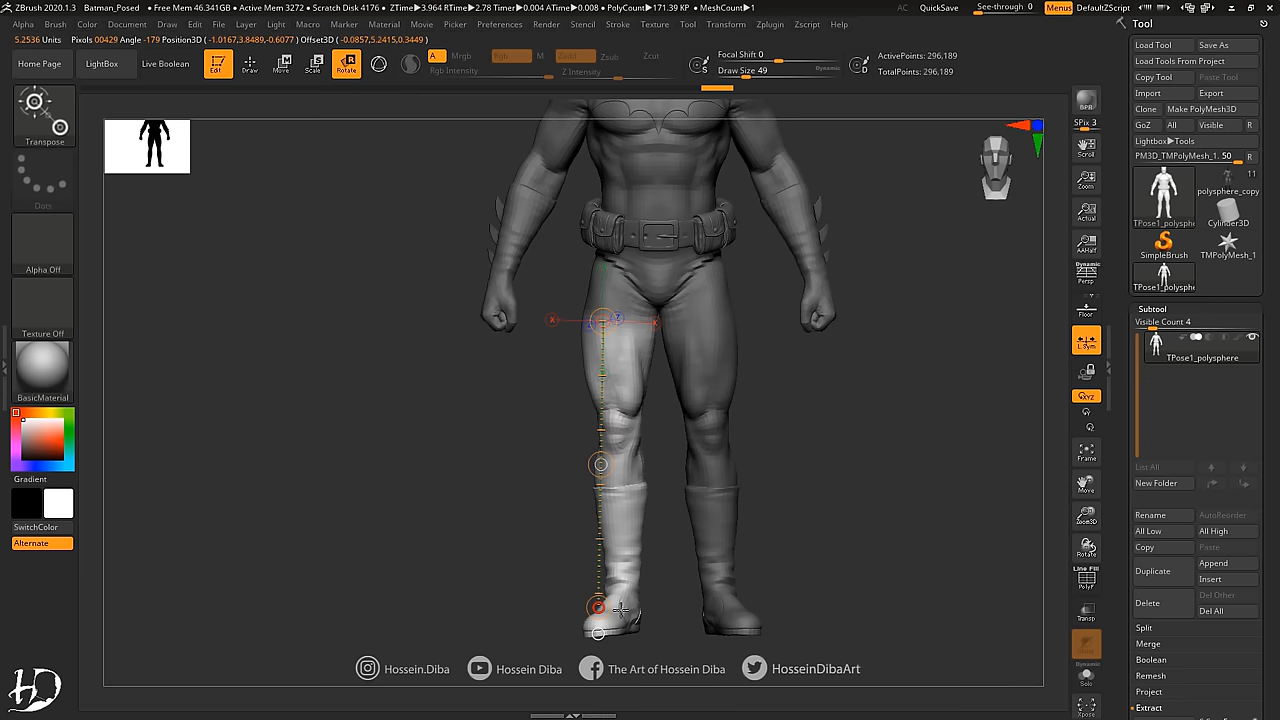 ZBrush 2020.1.3 Batman_Posed • Free Mem 46.341GB • Active Mem 3272 • Scratch Disk 4176 • ZTime▶3.964 RTime▶2.78 Timer▶0.004 ATime▶0.008 • PolyCount▶171.39 KP • MeshCount▶1 AC QuickSave See-through 0 Menus DefaultZScript
Alpha Brush Color Document Draw Edit File Layer Light Macro Marker Material Movie Picker Preferences Render Stencil Stroke Texture Tool Transform Zplugin Zscript Help
5.2536 Units Pixels 00429 Angle -179 Position3D ( -1.0167,3.8489,-0.6077 ) Offset3D ( -0.0857,5.2415,0.3449 )
Home Page LightBox Live Boolean Edit Draw Move Scale Rotate A Mrgb Rgb M Zadd Zsub Zcut
Rgb Intensity Z Intensity
Focal Shift 0
Draw Size 49 Dynamic
S D
ActivePoints: 296,189
TotalPoints: 296,189
Transpose
Dots
Alpha Off
Texture Off
BasicMaterial
Gradient
SwitchColor
Alternate
X Z X
Hossein.Diba Hossein Diba The Art of Hossein Diba HosseinDibaArt
HD
BPR
SPix 3
Scroll
Zoom
Actual
AAHalf
Dynamic
Persp
Floor
L.Sym
XYZ
Frame
Move
Zoom3D
Rotate
Line Fill
PolyF
Transp
Dynamic
Solo
Xpose
Tool
Load Tool Save As
Load Tools From Project
Copy Tool Paste Tool
Import Export
Clone Make PolyMesh3D
GoZ All Visible R
Lightbox▶Tools
PM3D_TMPolyMesh_1. 50 R
11
polysphere_copy
TPose1_polysphe Cylinder3D
SimpleBrush TMPolyMesh_1
TPose1_polysphe
Subtool
Visible Count 4
TPose1_polysphere
List All
New Folder
Rename AutoReorder
All Low All High
Copy Paste
Duplicate Append
Insert
Delete Del Other
Del All
Split
Merge
Boolean
Remesh
Project
Extract